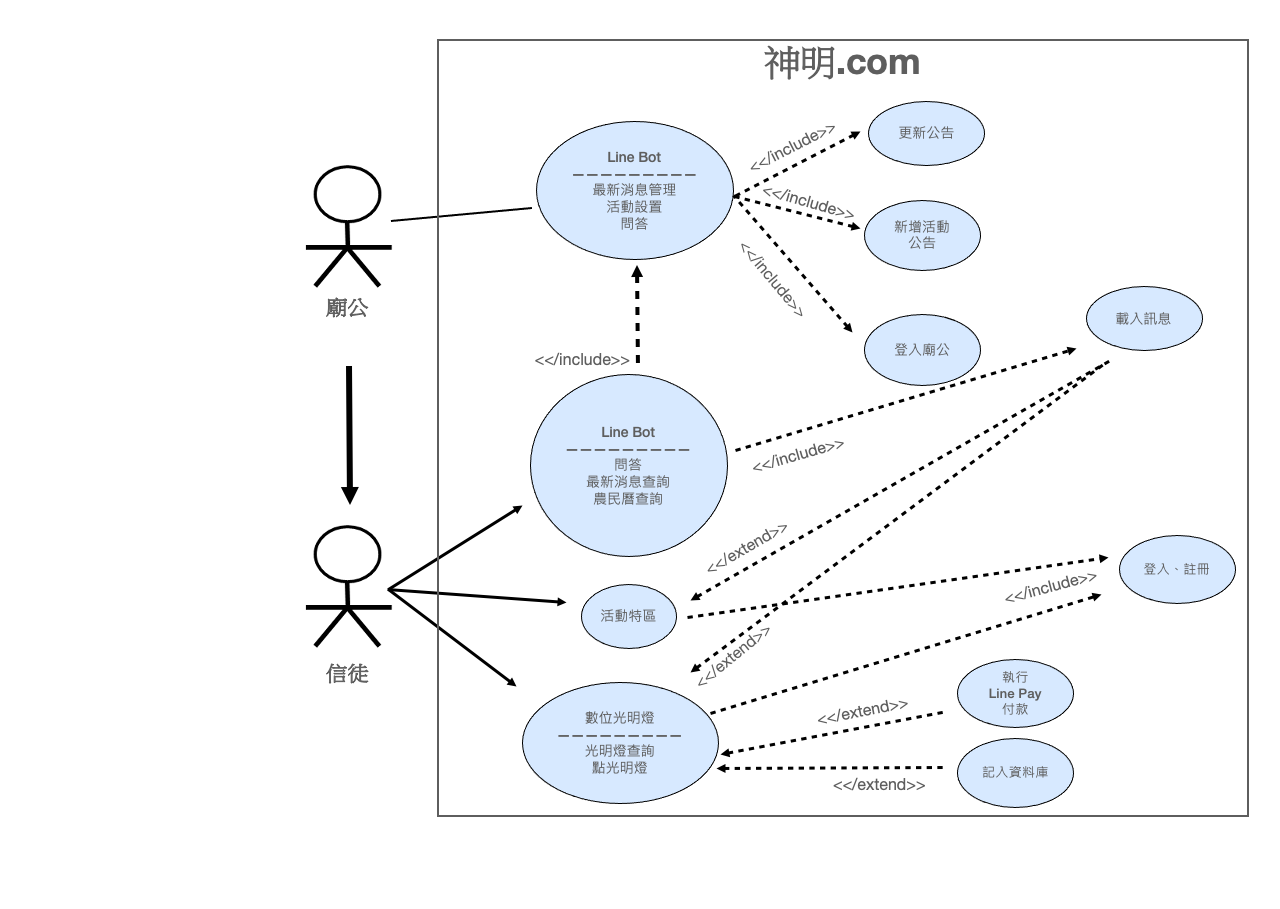 神明.com
Line Bot
最新消息管理
活動設置
問答
<</include>>
<</include>>
<</include>>
更新公告
新增活動
公告
登入廟公
廟公
<</include>>
載入訊息
Line Bot
問答
最新消息查詢
農民曆查詢
<</include>>
<</extend>>
<</extend>>
信徒
活動特區
登入、註冊
<</include>>
數位光明燈
光明燈查詢
點光明燈
<</extend>>
執行
Line Pay
付款
<</extend>>
記入資料庫